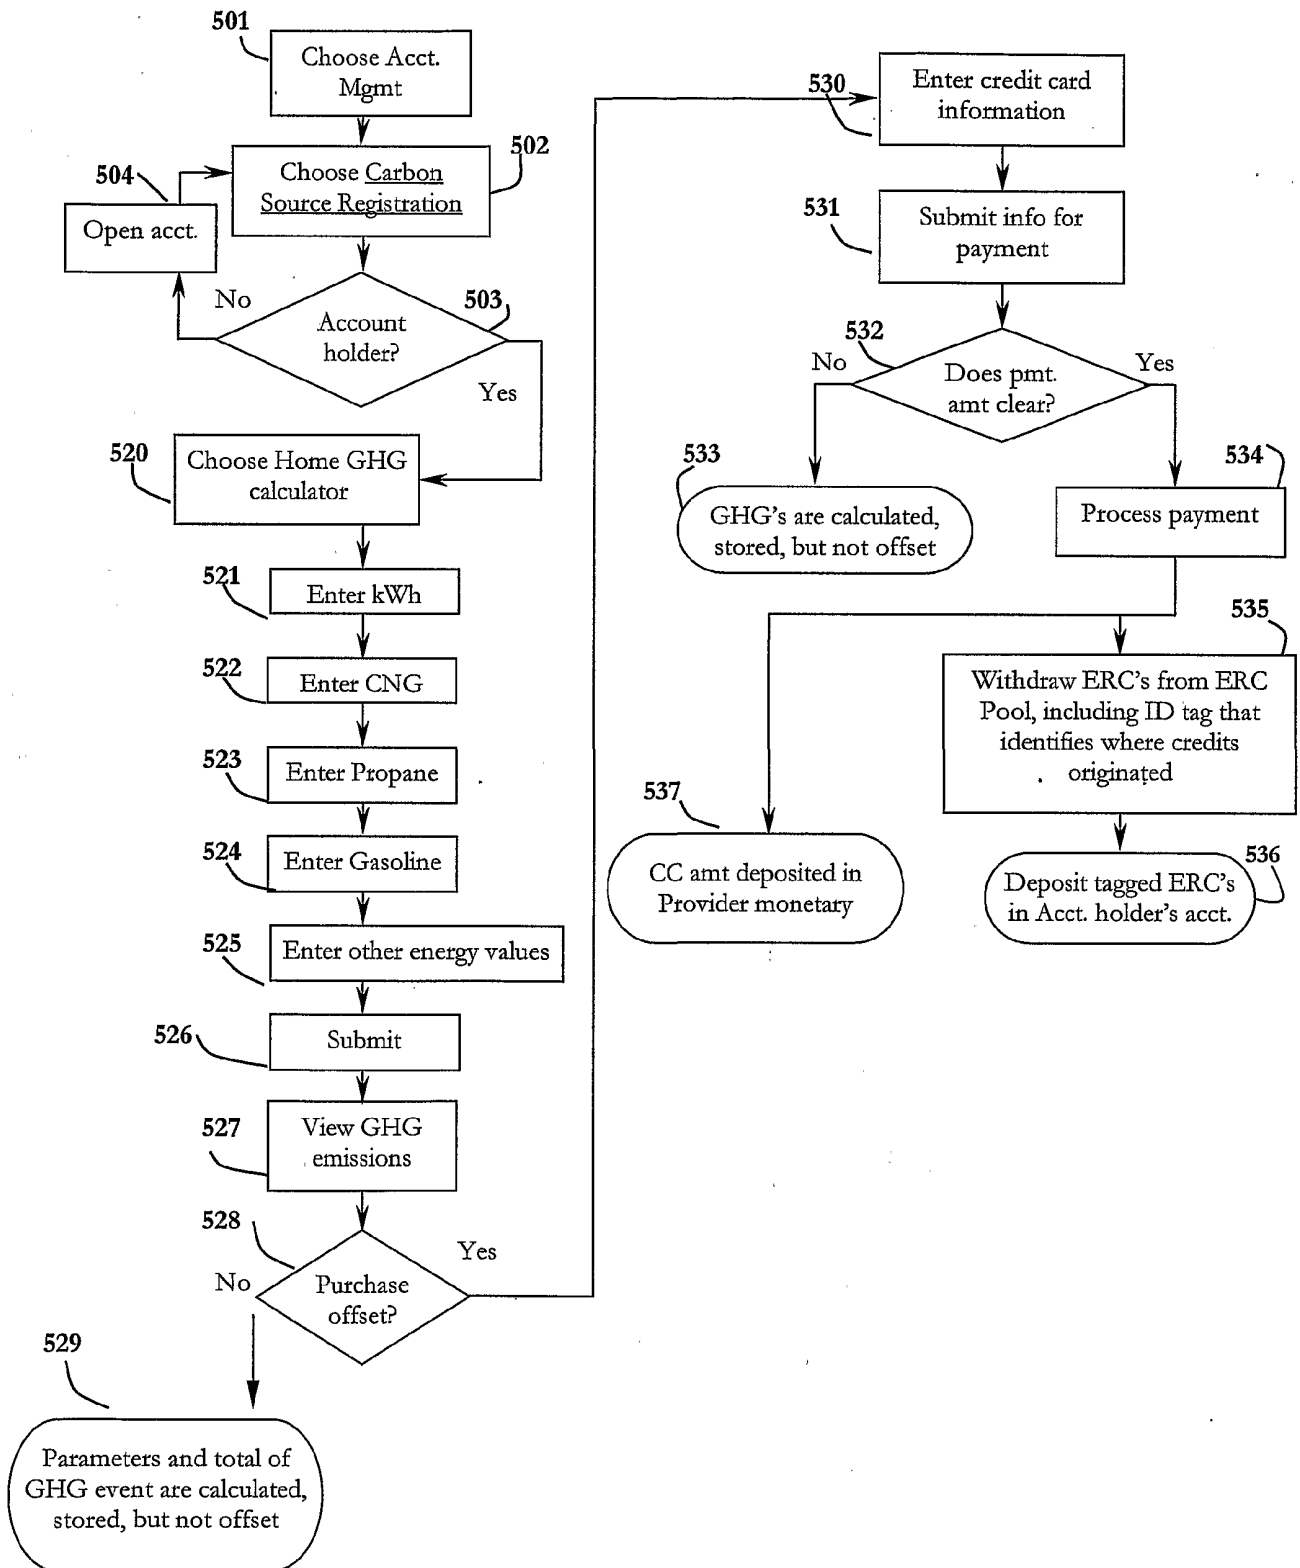 501
Choose Acct.
Mgmt
502
Choose Carbon
Source Registration
504
Open acct.
No
503
Account
holder?
Yes
520
Choose Home GHG
calculator
521
Enter kWh
522
Enter CNG
523
Enter Propane
524
Enter Gasoline
525
Enter other energy values
526
Submit
527
View GHG
emissions
528
Yes
No
Purchase
offset?
529
Parameters and total of
GHG event are calculated,
stored, but not offset
530
Enter credit card
information
531
Submit info for
payment
532
No
Yes
Does pmt.
amt clear?
533
GHG's are calculated,
stored, but not offset
534
Process payment
535
Withdraw ERC's from ERC
Pool, including ID tag that
identifies where credits
originated
537
CC amt deposited in
Provider monetary
536
Deposit tagged ERC's
in Acct. holder's acct.